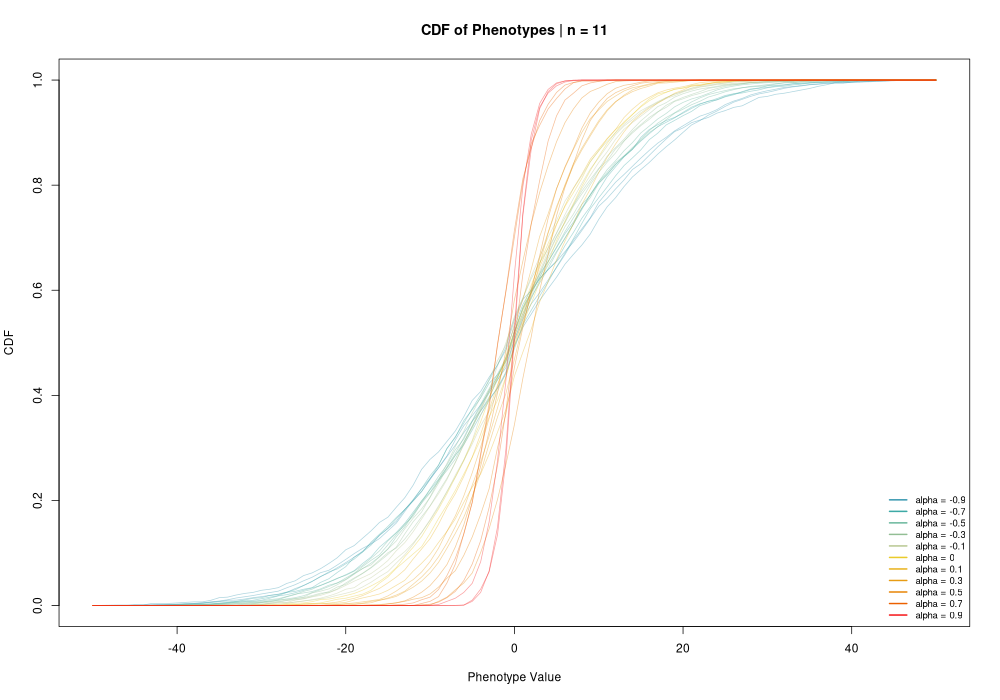 CDF of Phenotypes | n = 11
CDF
1.0
0.8
0.6
0.4
0.2
0.0
-40
-20
0
20
40
Phenotype Value
alpha = -0.9
alpha = -0.7
alpha = -0.5
alpha = -0.3
alpha = -0.1
alpha = 0
alpha = 0.1
alpha = 0.3
alpha = 0.5
alpha = 0.7
alpha = 0.9